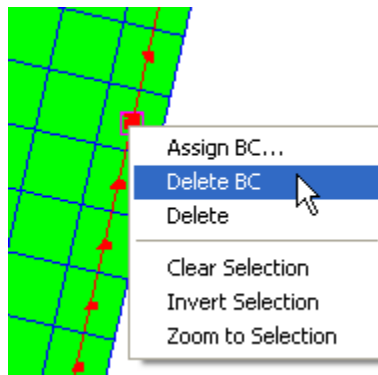 Assign BC...
Delete BC
Delete
Clear Selection
Invert Selection
Zoom to Selection